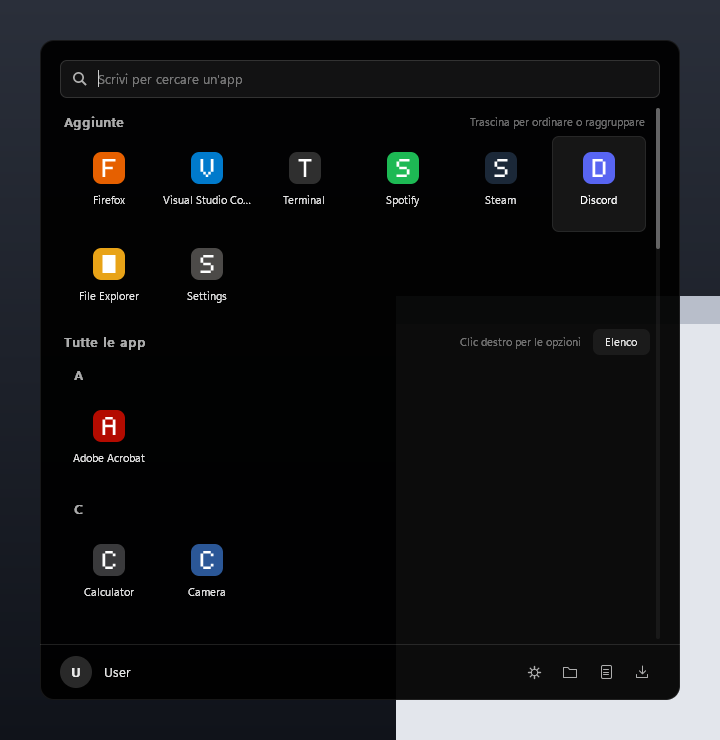 Scrivi per cercare un'app
Aggiunte
Trascina per ordinare o raggruppare
F
V
T
S
S
D
Firefox
Visual Studio Co...
Terminal
Spotify
Steam
Discord
S
File Explorer
Settings
Tutte le app
Clic destro per le opzioni
Elenco
A
A
Adobe Acrobat
C
C
C
Calculator
Camera
U
User